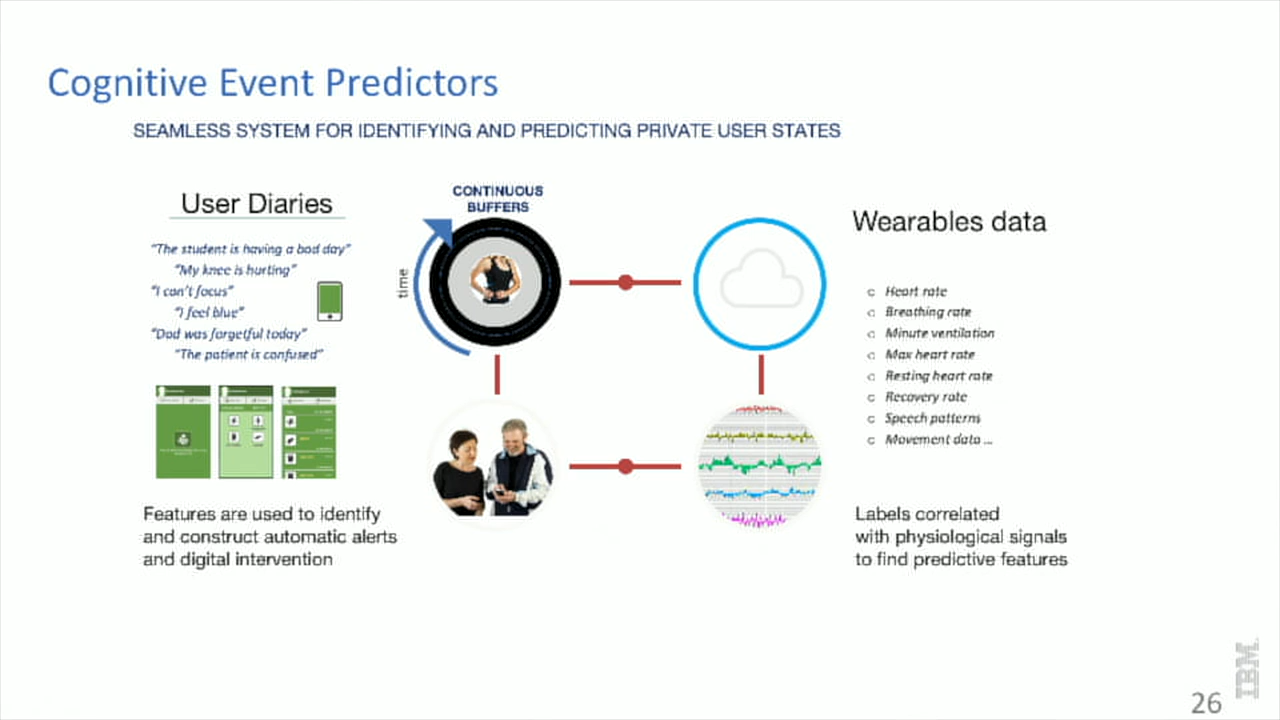 Cognitive Event Predictors
SEAMLESS SYSTEM FOR IDENTIFYING AND PREDICTING PRIVATE USER STATES
User Diaries
“The student is having a bad day”
“My knee is hurting”
“I can’t focus”
“I feel blue”
“Dad was forgetful today”
“The patient is confused”
Features are used to identify
and construct automatic alerts
and digital intervention
CONTINUOUS
BUFFERS
time
Wearables data
Heart rate
Breathing rate
Minute ventilation
Max heart rate
Resting heart rate
Recovery rate
Speech patterns
Movement data ...
Labels correlated
with physiological signals
to find predictive features
IBM
26